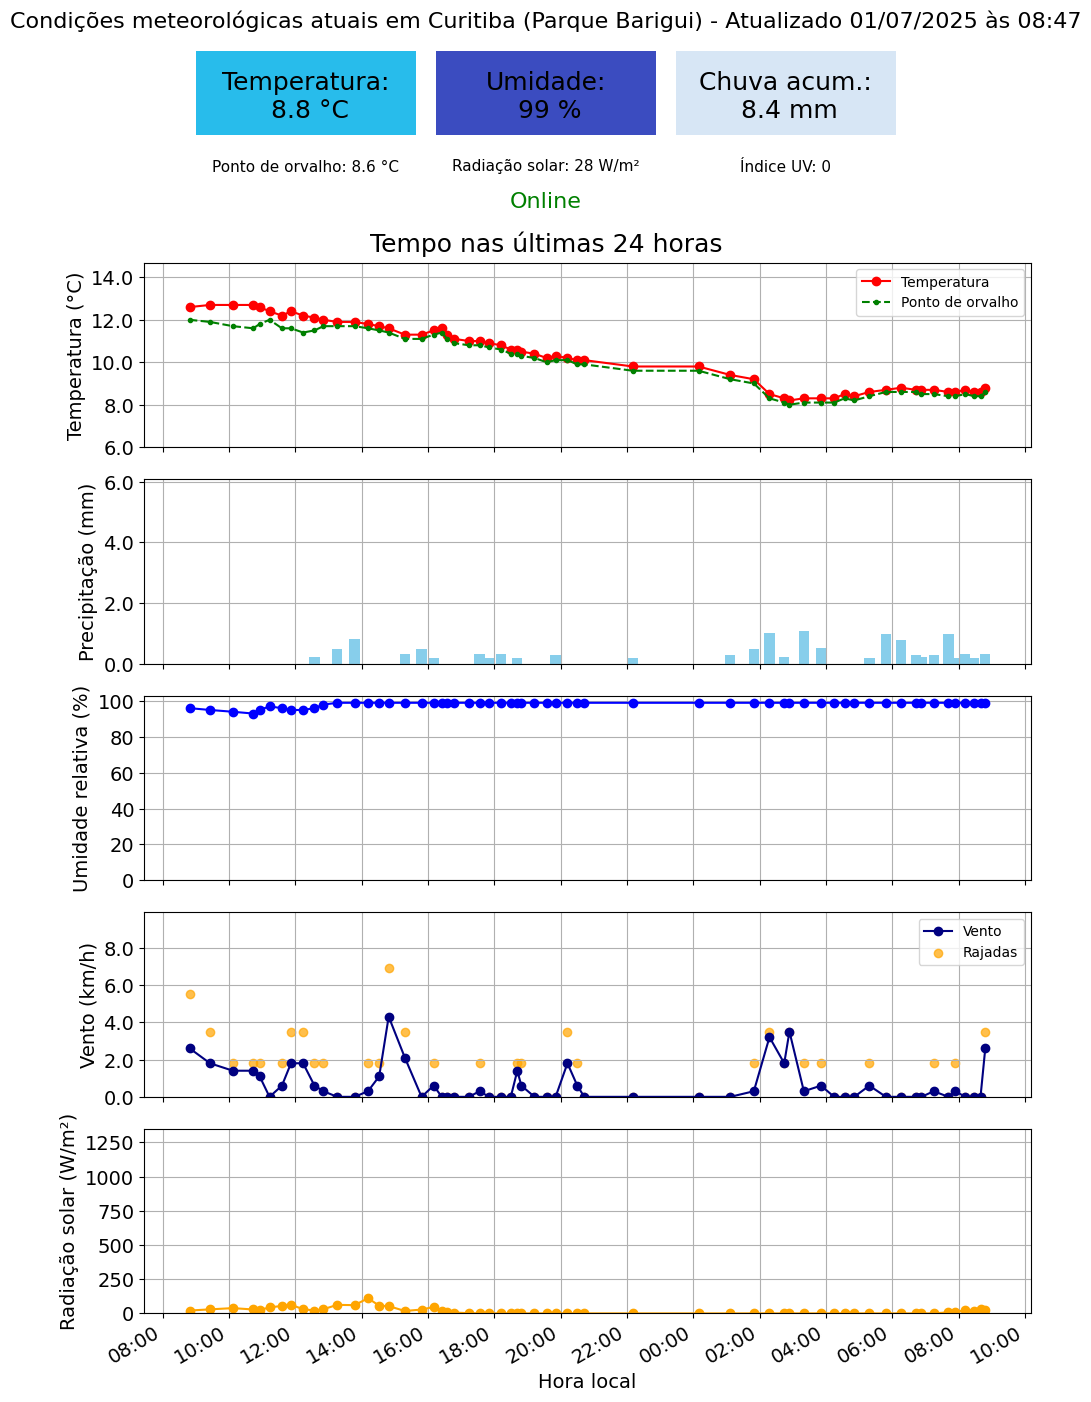 Condições meteorológicas atuais em Curitiba (Parque Barigui) - Atualizado 01/07/2025 às 08:47
Temperatura:
8.8 °C
Umidade:
99 %
Chuva acum.:
8.4 mm
Ponto de orvalho: 8.6 °C
Radiação solar: 28 W/m²
Índice UV: 0
Online
Tempo nas últimas 24 horas
Temperatura (°C)
14.0
12.0
10.0
8.0
6.0
Temperatura
Ponto de orvalho
Precipitação (mm)
6.0
4.0
2.0
0.0
Umidade relativa (%)
100
80
60
40
20
0
Vento (km/h)
8.0
6.0
4.0
2.0
0.0
Vento
Rajadas
Radiação solar (W/m²)
1250
1000
750
500
250
0
08:00
10:00
12:00
14:00
16:00
18:00
20:00
22:00
00:00
02:00
04:00
06:00
08:00
10:00
Hora local